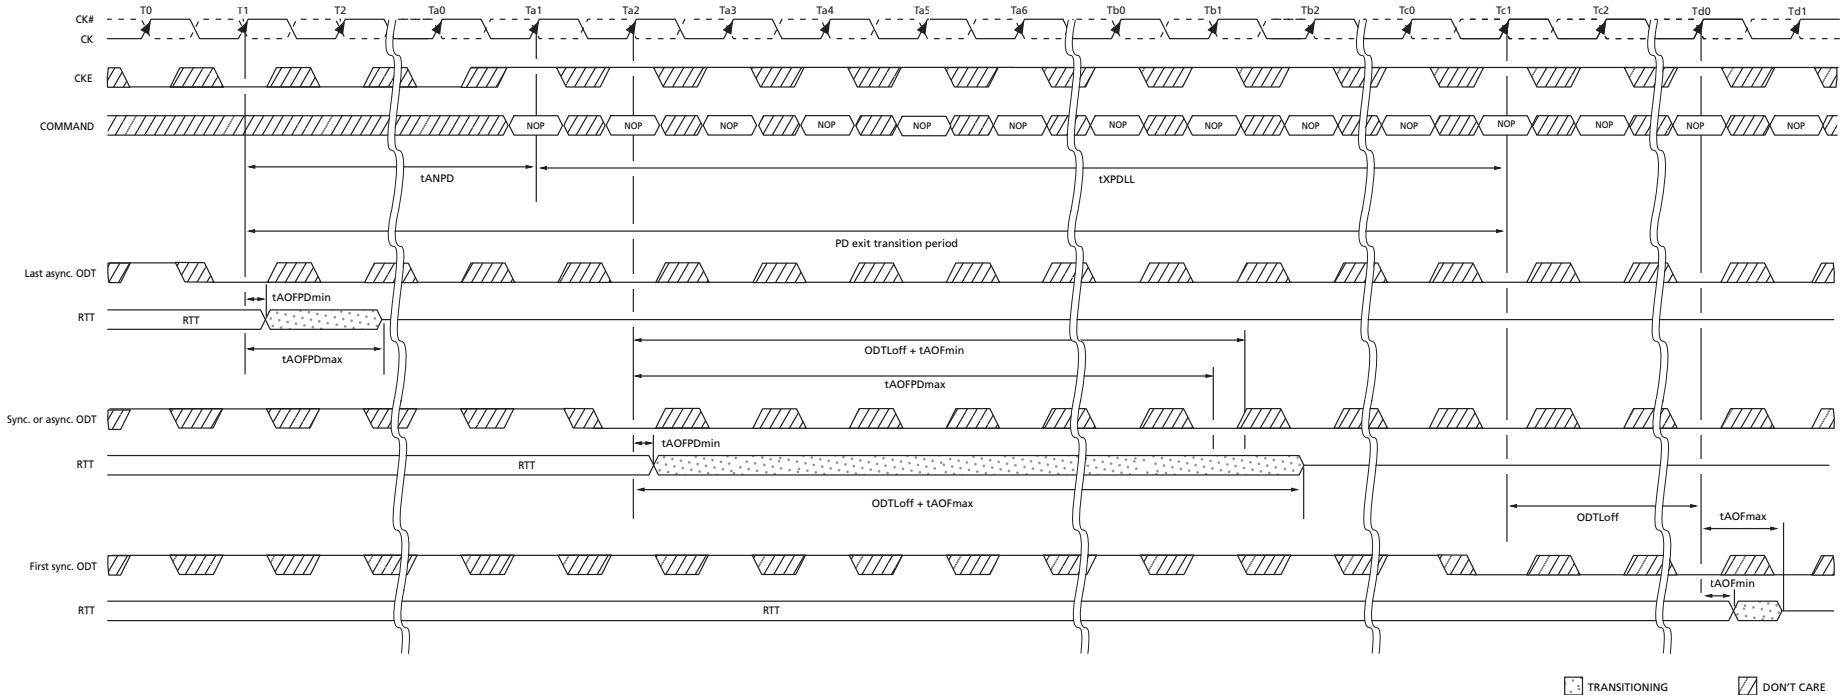 T0 T1 T2 Ta0 Ta1 Ta2 Ta3 Ta4 Ta5 Ta6 Tb0 Tb1 Tb2 Tc0 Tc1 Tc2 Td0 Td1
CK#
CK
CKE
COMMAND NOP NOP NOP NOP NOP NOP NOP NOP NOP NOP NOP NOP NOP NOP
tANPD tXPDLL
PD exit transition period
Last async. ODT
tAOFPDmin
RTT RTT
tAOFPDmax ODTLoff + tAOFmin
tAOFPDmax
Sync. or async. ODT
tAOFPDmin
RTT RTT
ODTLoff + tAOFmax
ODTLoff tAOFmax
First sync. ODT
tAOFmin
RTT RTT
TRANSITIONING DON'T CARE